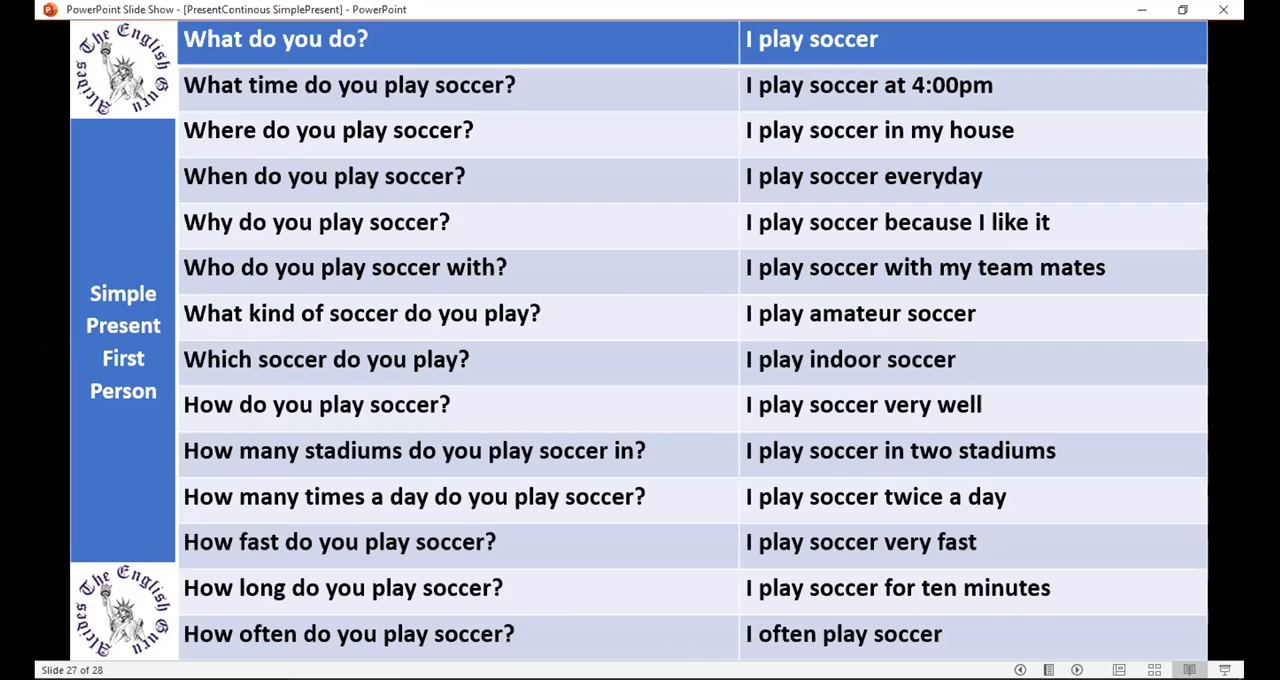 PowerPoint Slide Show - [PresentContinous SimplePresent] - PowerPoint
The English Guru Alcides
What do you do? I play soccer
What time do you play soccer? I play soccer at 4:00pm
Where do you play soccer? I play soccer in my house
When do you play soccer? I play soccer everyday
Why do you play soccer? I play soccer because I like it
Who do you play soccer with? I play soccer with my team mates
What kind of soccer do you play? I play amateur soccer
Which soccer do you play? I play indoor soccer
How do you play soccer? I play soccer very well
How many stadiums do you play soccer in? I play soccer in two stadiums
How many times a day do you play soccer? I play soccer twice a day
How fast do you play soccer? I play soccer very fast
How long do you play soccer? I play soccer for ten minutes
How often do you play soccer? I often play soccer
Simple
Present
First
Person
The English Guru Alcides
Slide 27 of 28